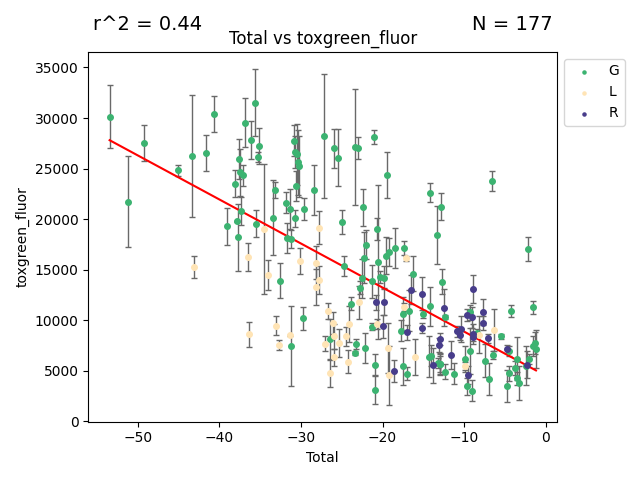 r^2 = 0.44 N = 177
Total vs toxgreen_fluor
35000
30000
25000
20000
15000
10000
5000
0
toxgreen_fluor
−50 −40 −30 −20 −10 0
Total
G
L
R